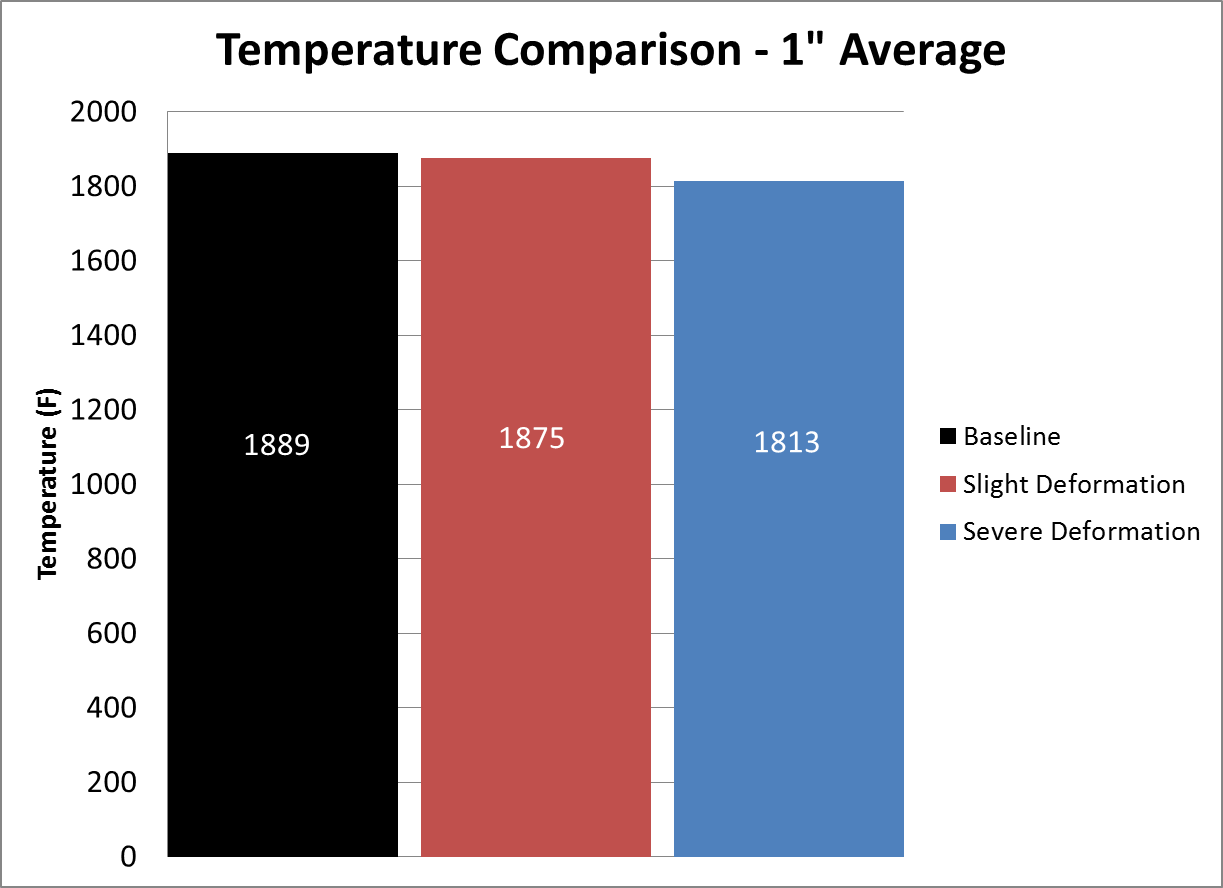 Temperature Comparison - 1" Average
2000
1800
1600
1400
1200
1000
800
600
400
200
0
Temperature (F)
1889
1875
1813
Baseline
Slight Deformation
Severe Deformation